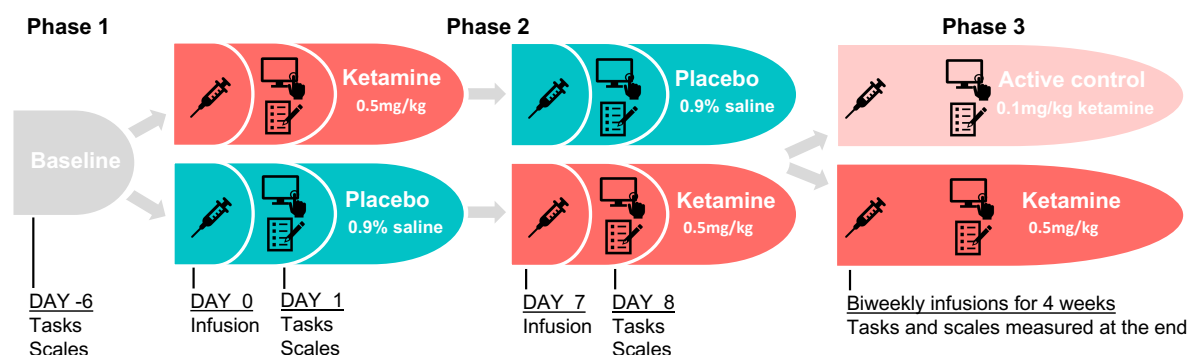 Phase 1
Phase 2
Phase 3
Baseline
Ketamine
0.5mg/kg
Placebo
0.9% saline
Active control
0.1mg/kg ketamine
Placebo
0.9% saline
Ketamine
0.5mg/kg
Ketamine
0.5mg/kg
DAY -6
Tasks
Scales
DAY 0
Infusion
DAY 1
Tasks
Scales
DAY 7
Infusion
DAY 8
Tasks
Scales
Biweekly infusions for 4 weeks
Tasks and scales measured at the end